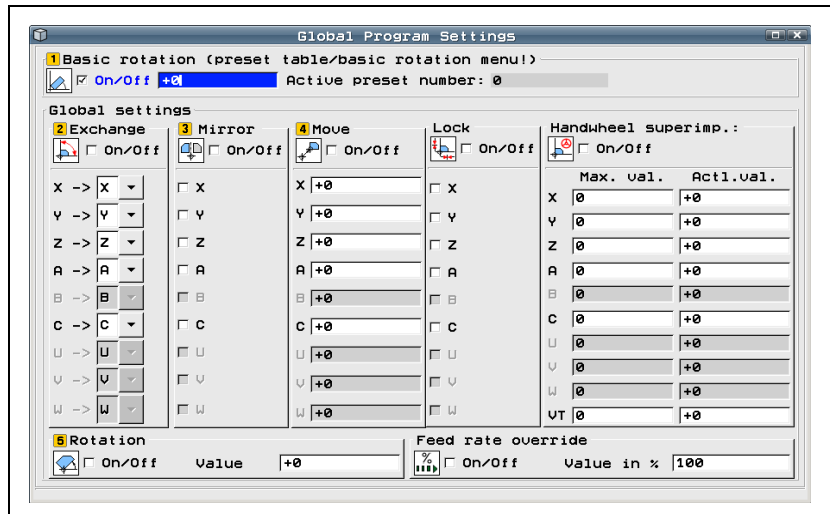 Global Program Settings
1 Basic rotation (preset table/basic rotation menu!)
On/Off +0 Active preset number: 0
Global settings
2 Exchange 3 Mirror 4 Move Lock Handwheel superimp.:
On/Off On/Off On/Off On/Off On/Off
Max. val. Actl.val.
X -> X X X +0 X X 0 +0
Y -> Y Y Y +0 Y Y 0 +0
Z -> Z Z Z +0 Z Z 0 +0
A -> A A A +0 A A 0 +0
B -> B B B +0 B B 0 +0
C -> C C C +0 C C 0 +0
U -> U U U +0 U U 0 +0
V -> V V V +0 V V 0 +0
W -> W W W +0 W W 0 +0
VT 0 +0
5 Rotation Feed rate override
On/Off Value +0 % On/Off Value in % 100